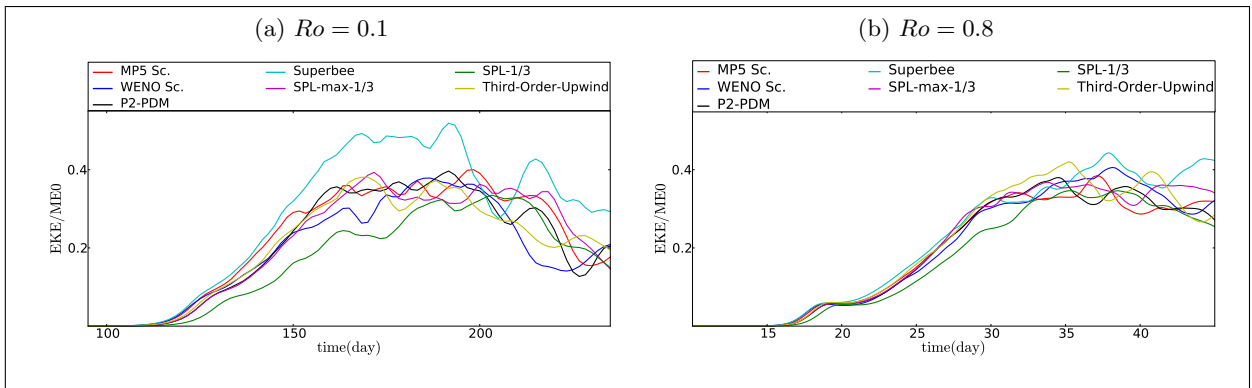 (a) Ro = 0.1
MP5 Sc.
Superbee
SPL-1/3
WENO Sc.
SPL-max-1/3
Third-Order-Upwind
P2-PDM
EKE/ME0
0.4
0.2
100
150
200
time(day)
(b) Ro = 0.8
MP5 Sc.
Superbee
SPL-1/3
WENO Sc.
SPL-max-1/3
Third-Order-Upwind
P2-PDM
EKE/ME0
0.4
0.2
15
20
25
30
35
40
time(day)